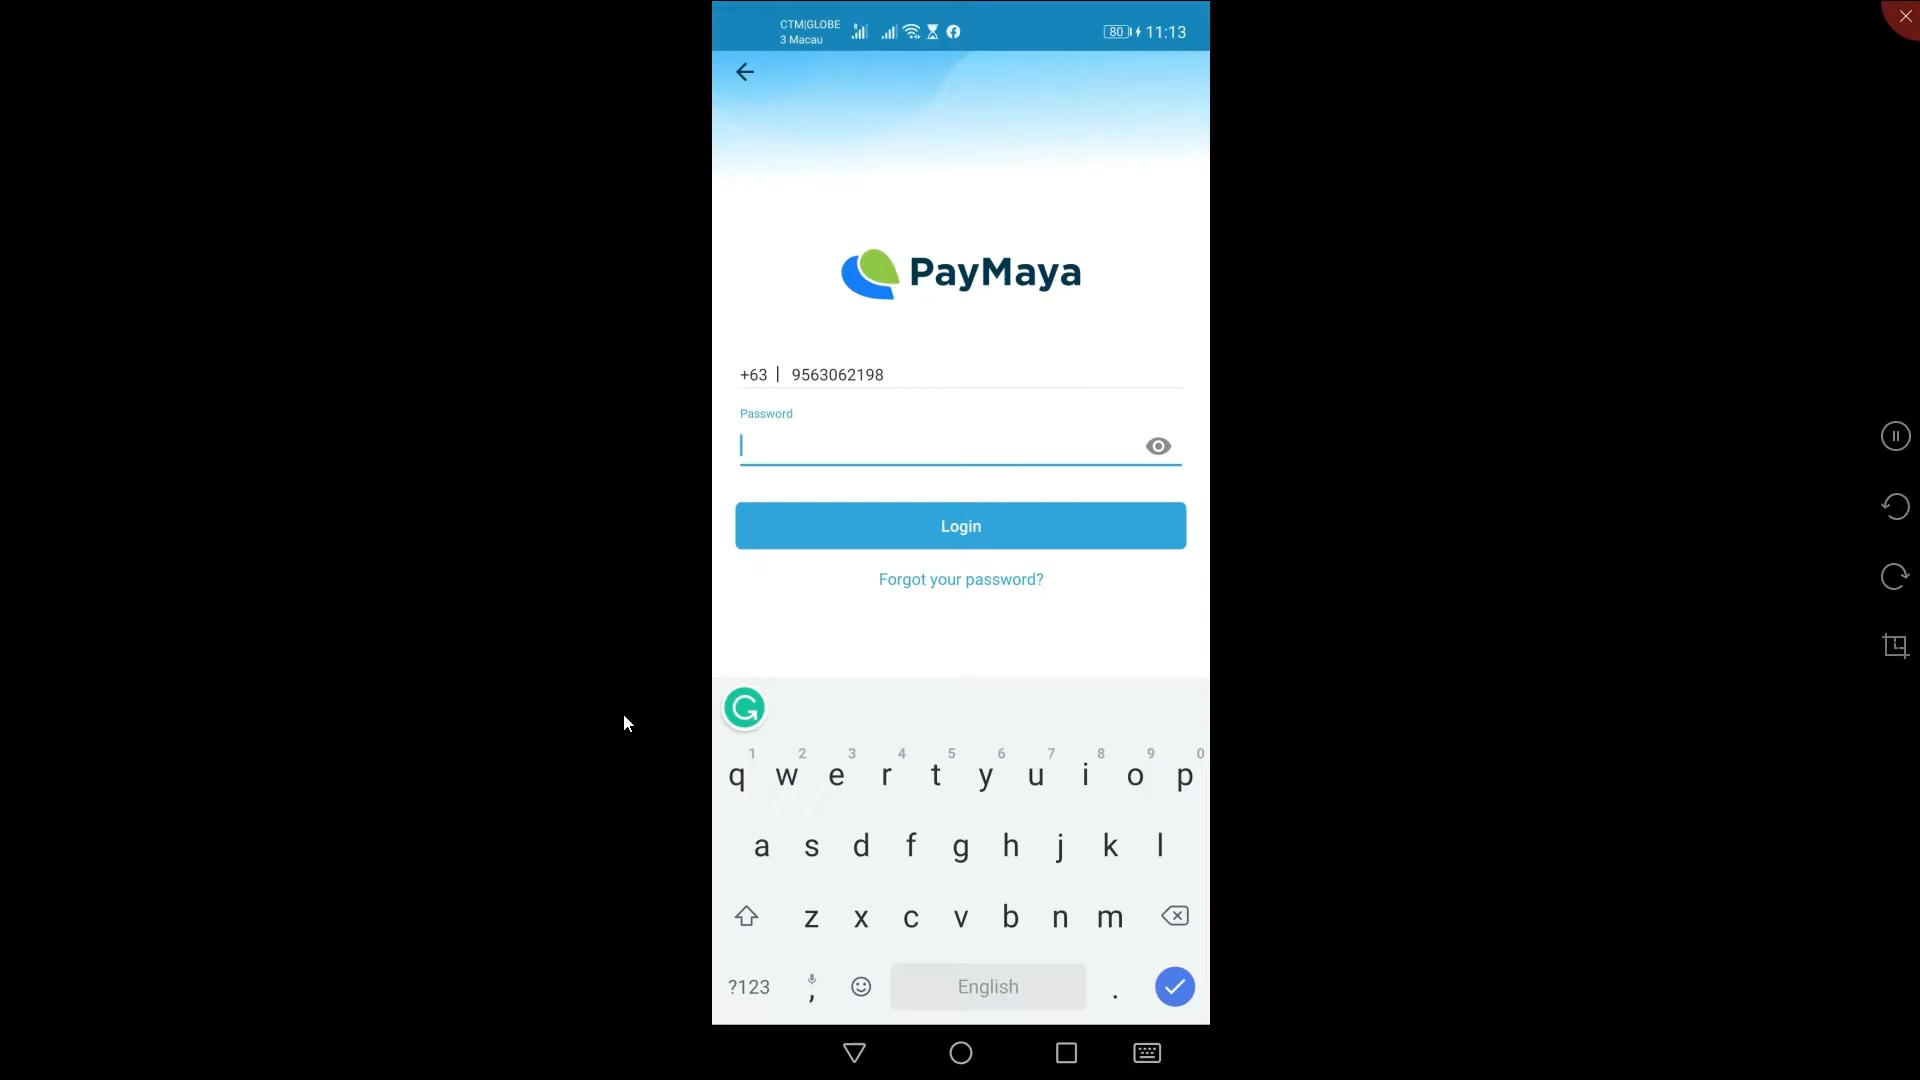 CTM|GLOBE
3 Macau
80 11:13
PayMaya
+63 | 9563062198
Password
Login
Forgot your password?
1 2 3 4 5 6 7 8 9 0
q w e r t y u i o p
a s d f g h j k l
z x c v b n m
?123 , English .